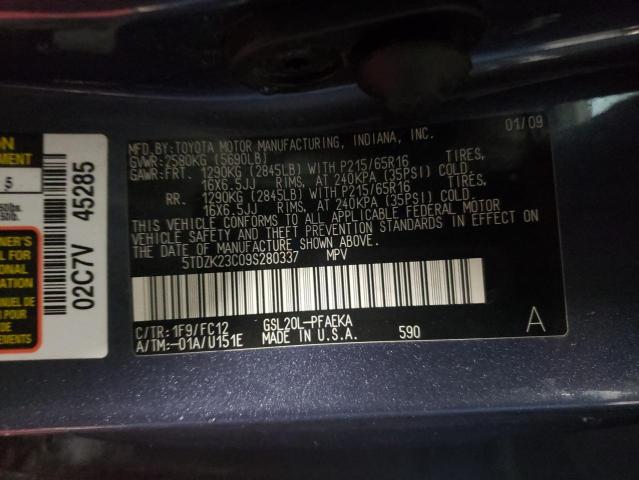 MFD.BY:TOYOTA MOTOR MANUFACTURING, INDIANA, INC. 01/09
GVWR:2580KG (5690LB)
GAWR:FRT. 1290KG (2845LB) WITH P215/65R16 TIRES,
16X6.5JJ RIMS, AT 240KPA (35PSI) COLD.
RR. 1290KG (2845LB) WITH P215/65R16 TIRES,
16X6.5JJ RIMS, AT 240KPA (35PSI) COLD.
THIS VEHICLE CONFORMS TO ALL APPLICABLE FEDERAL MOTOR
VEHICLE SAFETY AND THEFT PREVENTION STANDARDS IN EFFECT ON
THE DATE OF MANUFACTURE SHOWN ABOVE.
5TDZK23C09S280337 MPV
C/TR:1F9/FC12 GSL20L-PFAEKA
A/TM:-01A/U151E MADE IN U.S.A. 590 A
02C7V 45285
5